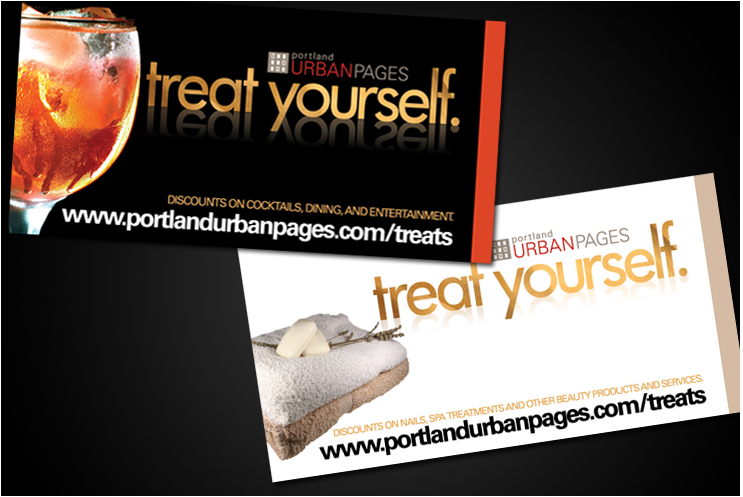 portland
URBANPAGES
treat yourself.
DISCOUNTS ON COCKTAILS, DINING, AND ENTERTAINMENT.
www.portlandurbanpages.com/treats
portland
URBANPAGES
treat yourself.
DISCOUNTS ON NAILS, SPA TREATMENTS AND OTHER BEAUTY PRODUCTS AND SERVICES.
www.portlandurbanpages.com/treats